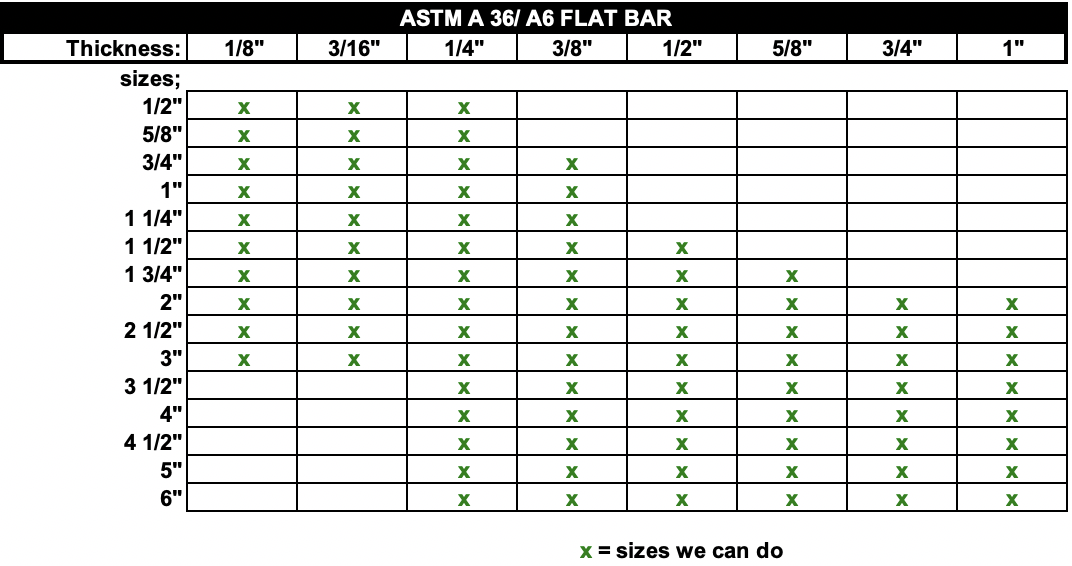 ASTM A 36/ A6 FLAT BAR
Thickness: 1/8" 3/16" 1/4" 3/8" 1/2" 5/8" 3/4" 1"
sizes;
1/2" x x x
5/8" x x x
3/4" x x x x
1" x x x x
1 1/4" x x x x
1 1/2" x x x x x
1 3/4" x x x x x x
2" x x x x x x x x
2 1/2" x x x x x x x x
3" x x x x x x x x
3 1/2" x x x x x x
4" x x x x x x
4 1/2" x x x x x x
5" x x x x x x
6" x x x x x x
x = sizes we can do